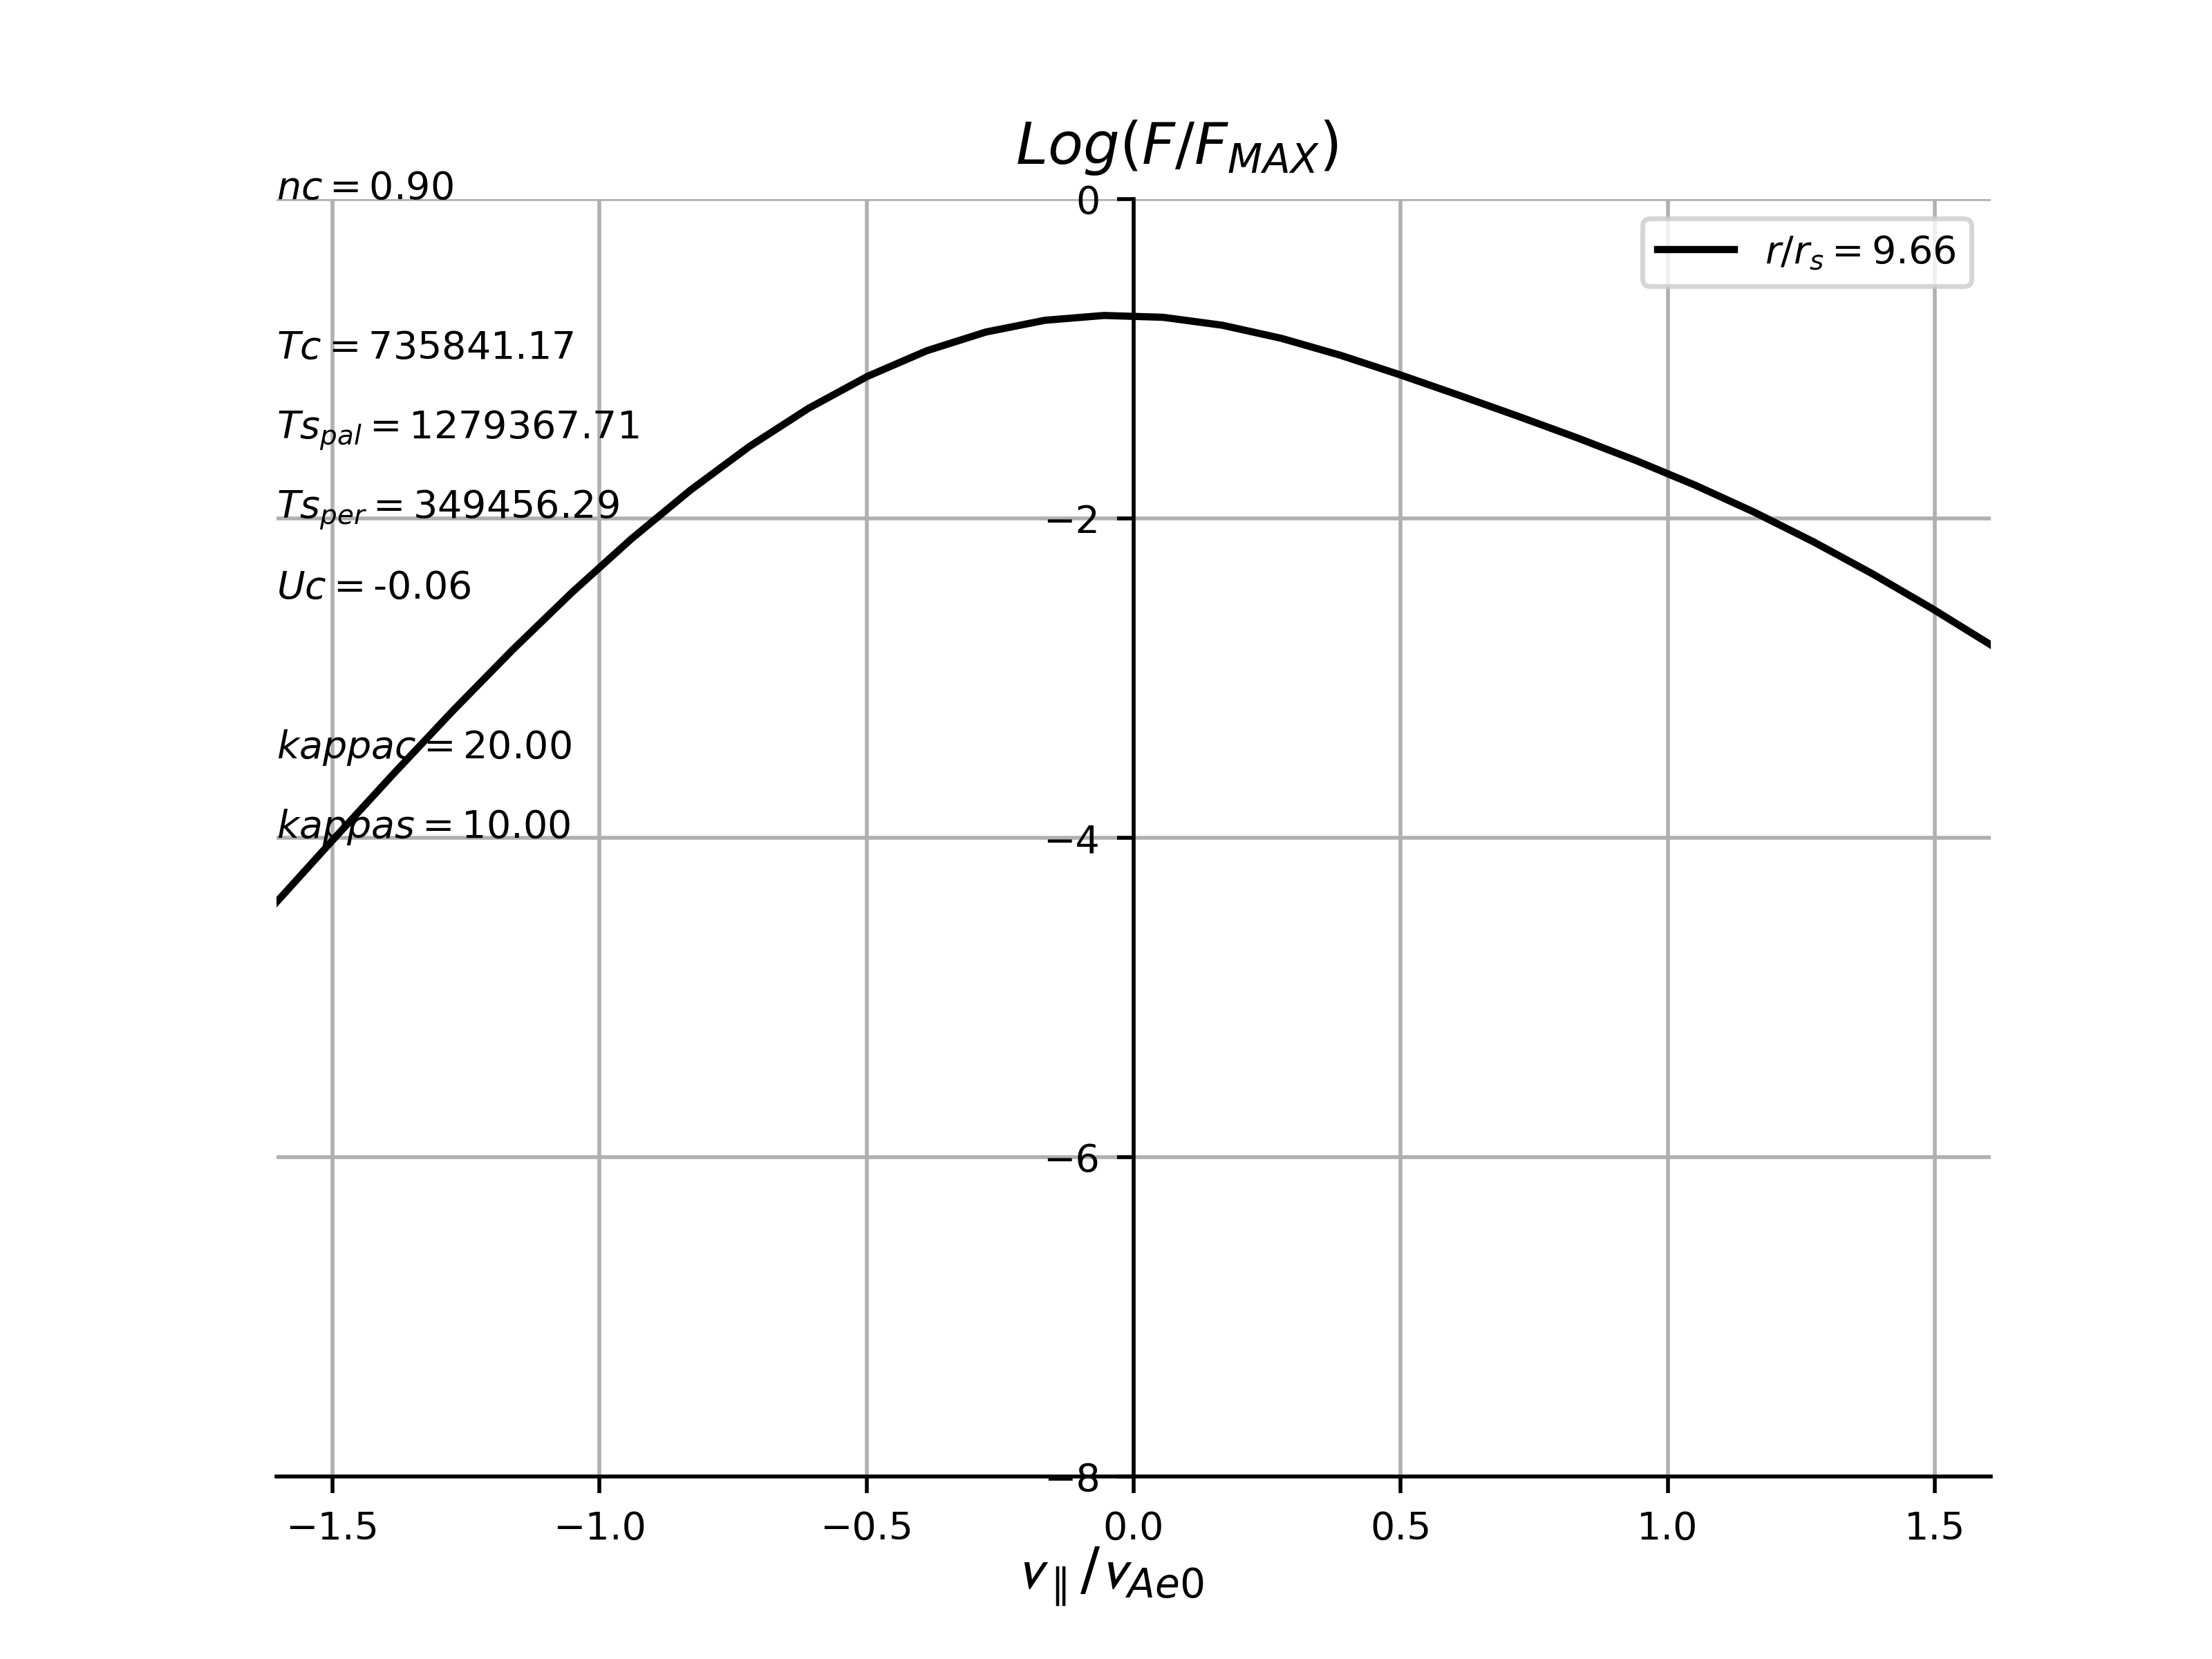 Log(F/F_MAX)
nc = 0.90
0
r/r_s = 9.66
Tc = 735841.17
Ts_pal = 1279367.71
Ts_per = 349456.29
−2
Uc = -0.06
kappac = 20.00
kappas = 10.00
−4
−6
−8
−1.5 −1.0 −0.5 0.0 0.5 1.0 1.5
v_∥/v_Ae0